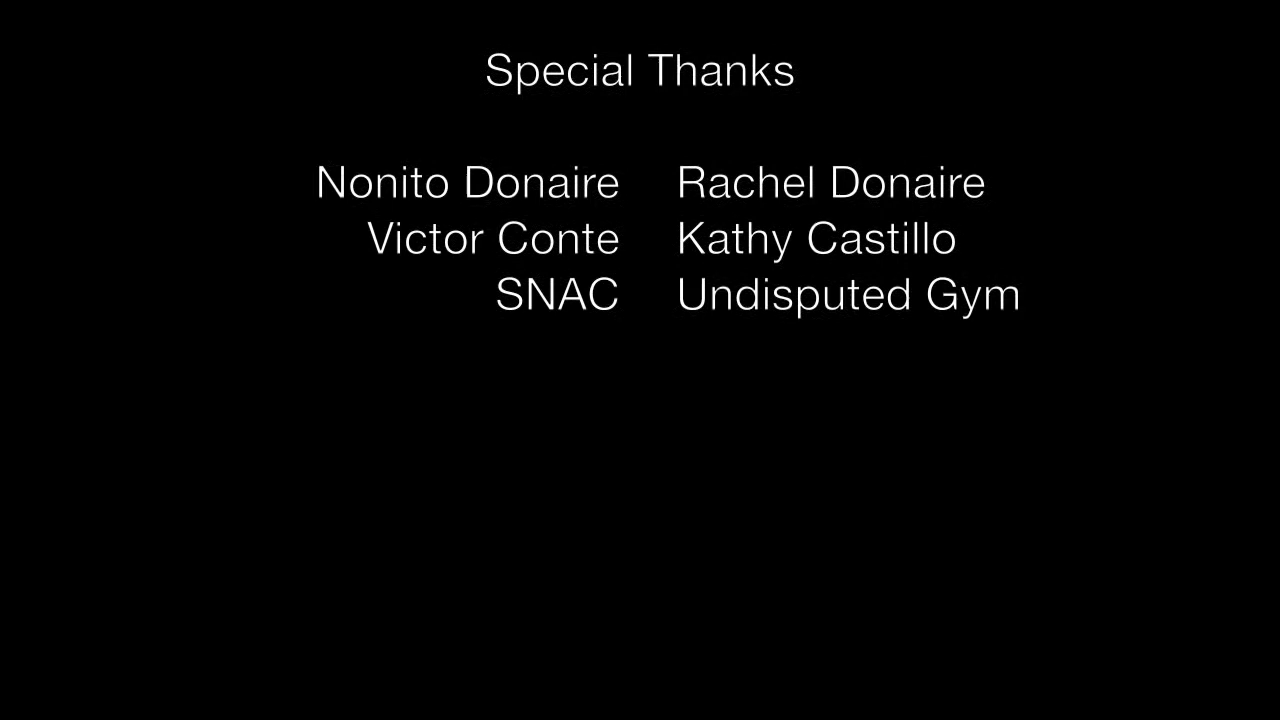 Special Thanks
Nonito Donaire Rachel Donaire
Victor Conte Kathy Castillo
SNAC Undisputed Gym